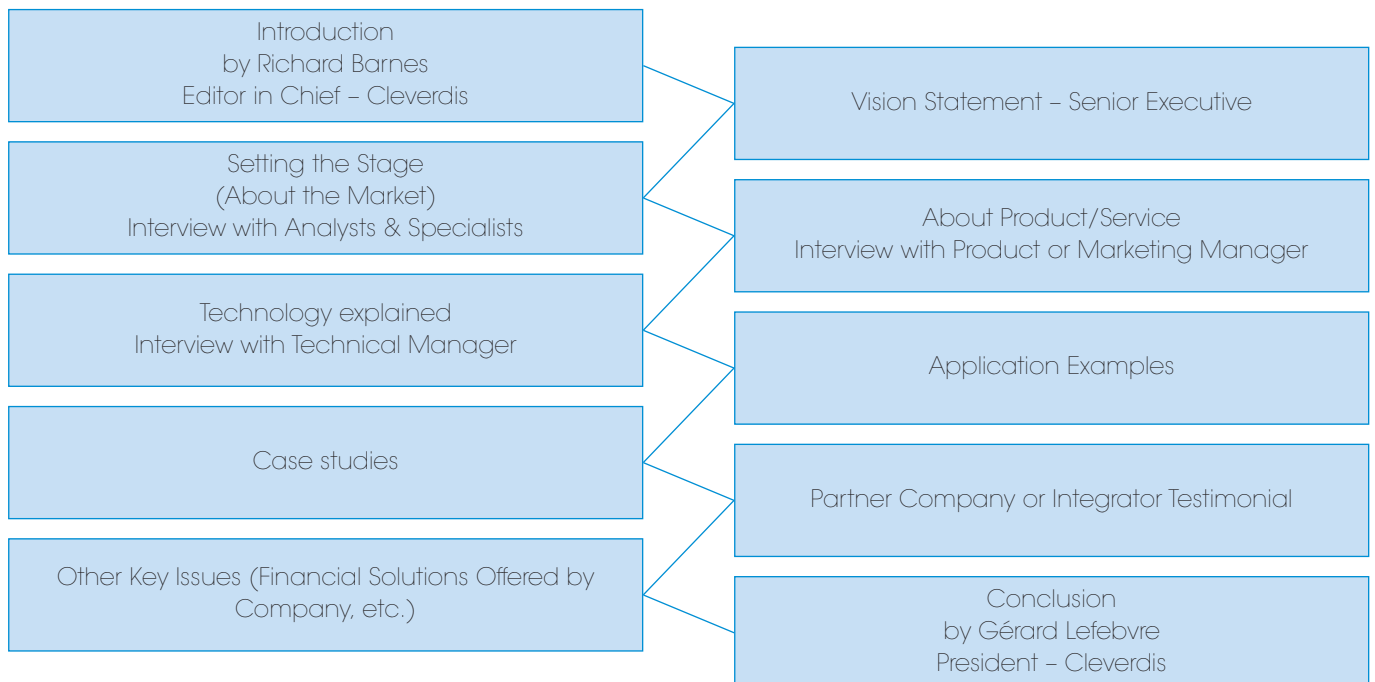 Introduction
by Richard Barnes
Editor in Chief – Cleverdis
Vision Statement – Senior Executive
Setting the Stage
(About the Market)
Interview with Analysts & Specialists
About Product/Service
Interview with Product or Marketing Manager
Technology explained
Interview with Technical Manager
Application Examples
Case studies
Partner Company or Integrator Testimonial
Other Key Issues (Financial Solutions Offered by
Company, etc.)
Conclusion
by Gérard Lefebvre
President – Cleverdis